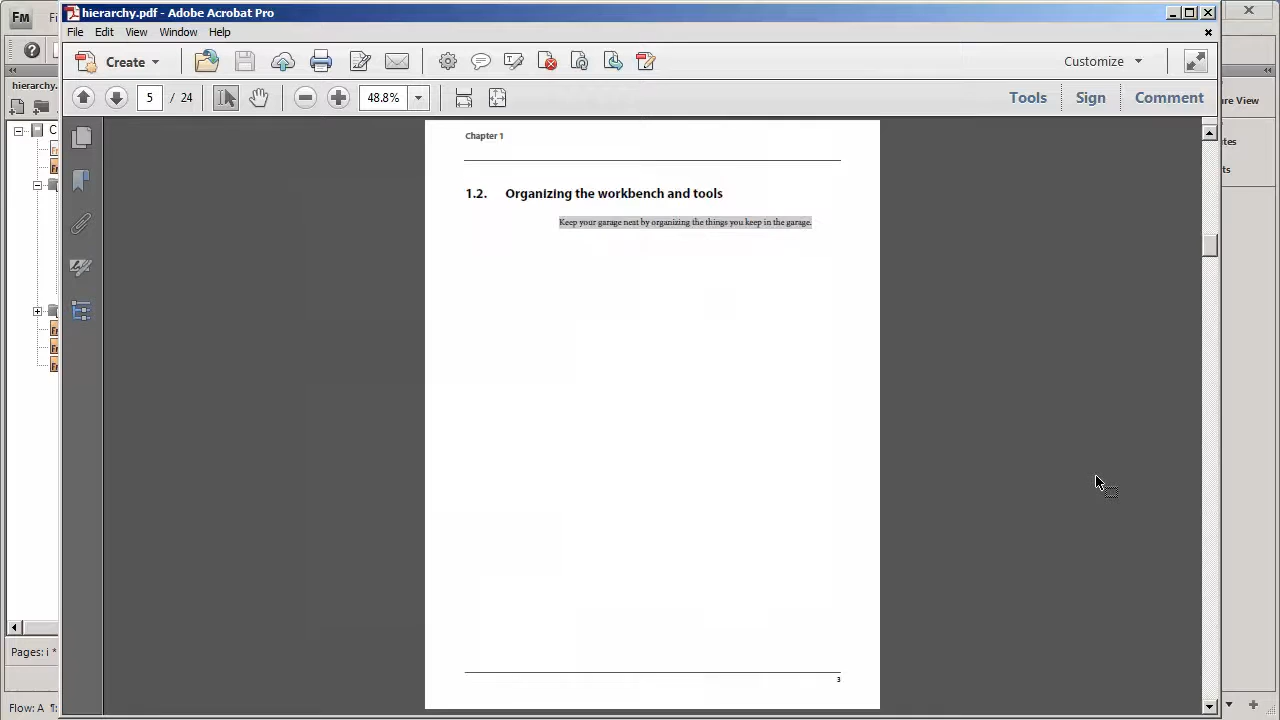 hierarchy.pdf - Adobe Acrobat Pro
Fm
File Edit View Window Help
Create
Customize
5 / 24
48.8%
Tools
Sign
Comment
hierarchy.
Chapter 1
1.2. Organizing the workbench and tools
Keep your garage neat by organizing the things you keep in the garage.
3
Pages: i *
Flow: A